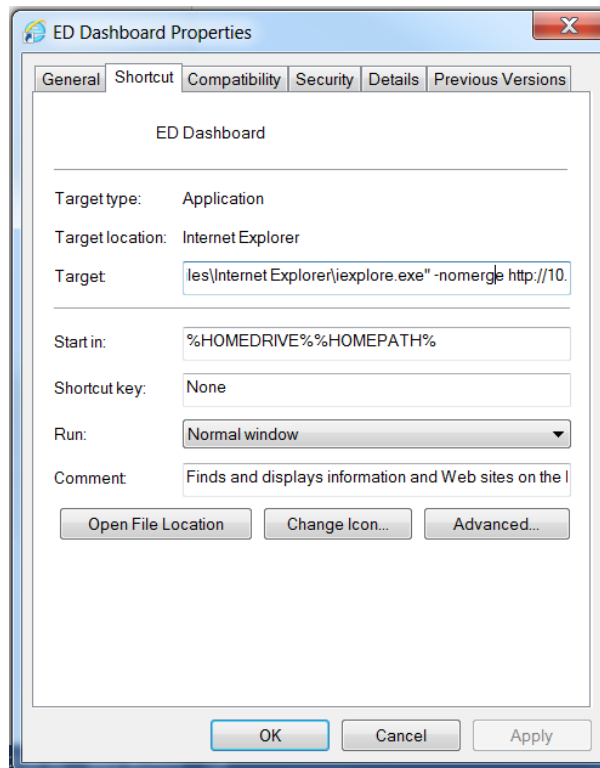 ED Dashboard Properties
General Shortcut Compatibility Security Details Previous Versions
ED Dashboard
Target type: Application
Target location: Internet Explorer
Target: les\Internet Explorer\iexplore.exe" -nomerge http://10.
Start in: %HOMEDRIVE%%HOMEPATH%
Shortcut key: None
Run: Normal window
Comment: Finds and displays information and Web sites on the I
Open File Location Change Icon... Advanced...
OK Cancel Apply